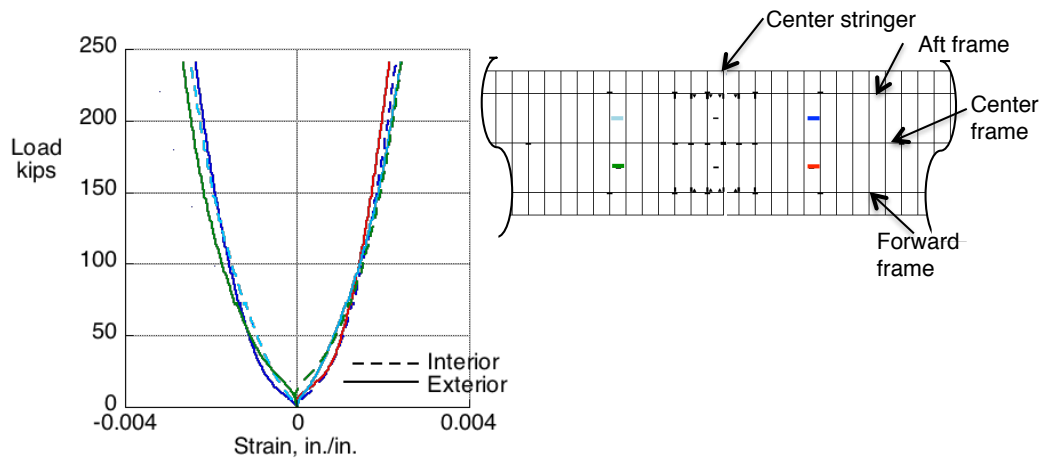 250
200
150
100
50
0
Load
kips
-0.004
0
0.004
Strain, in./in.
Interior
Exterior
Center stringer
Aft frame
Center
frame
Forward
frame